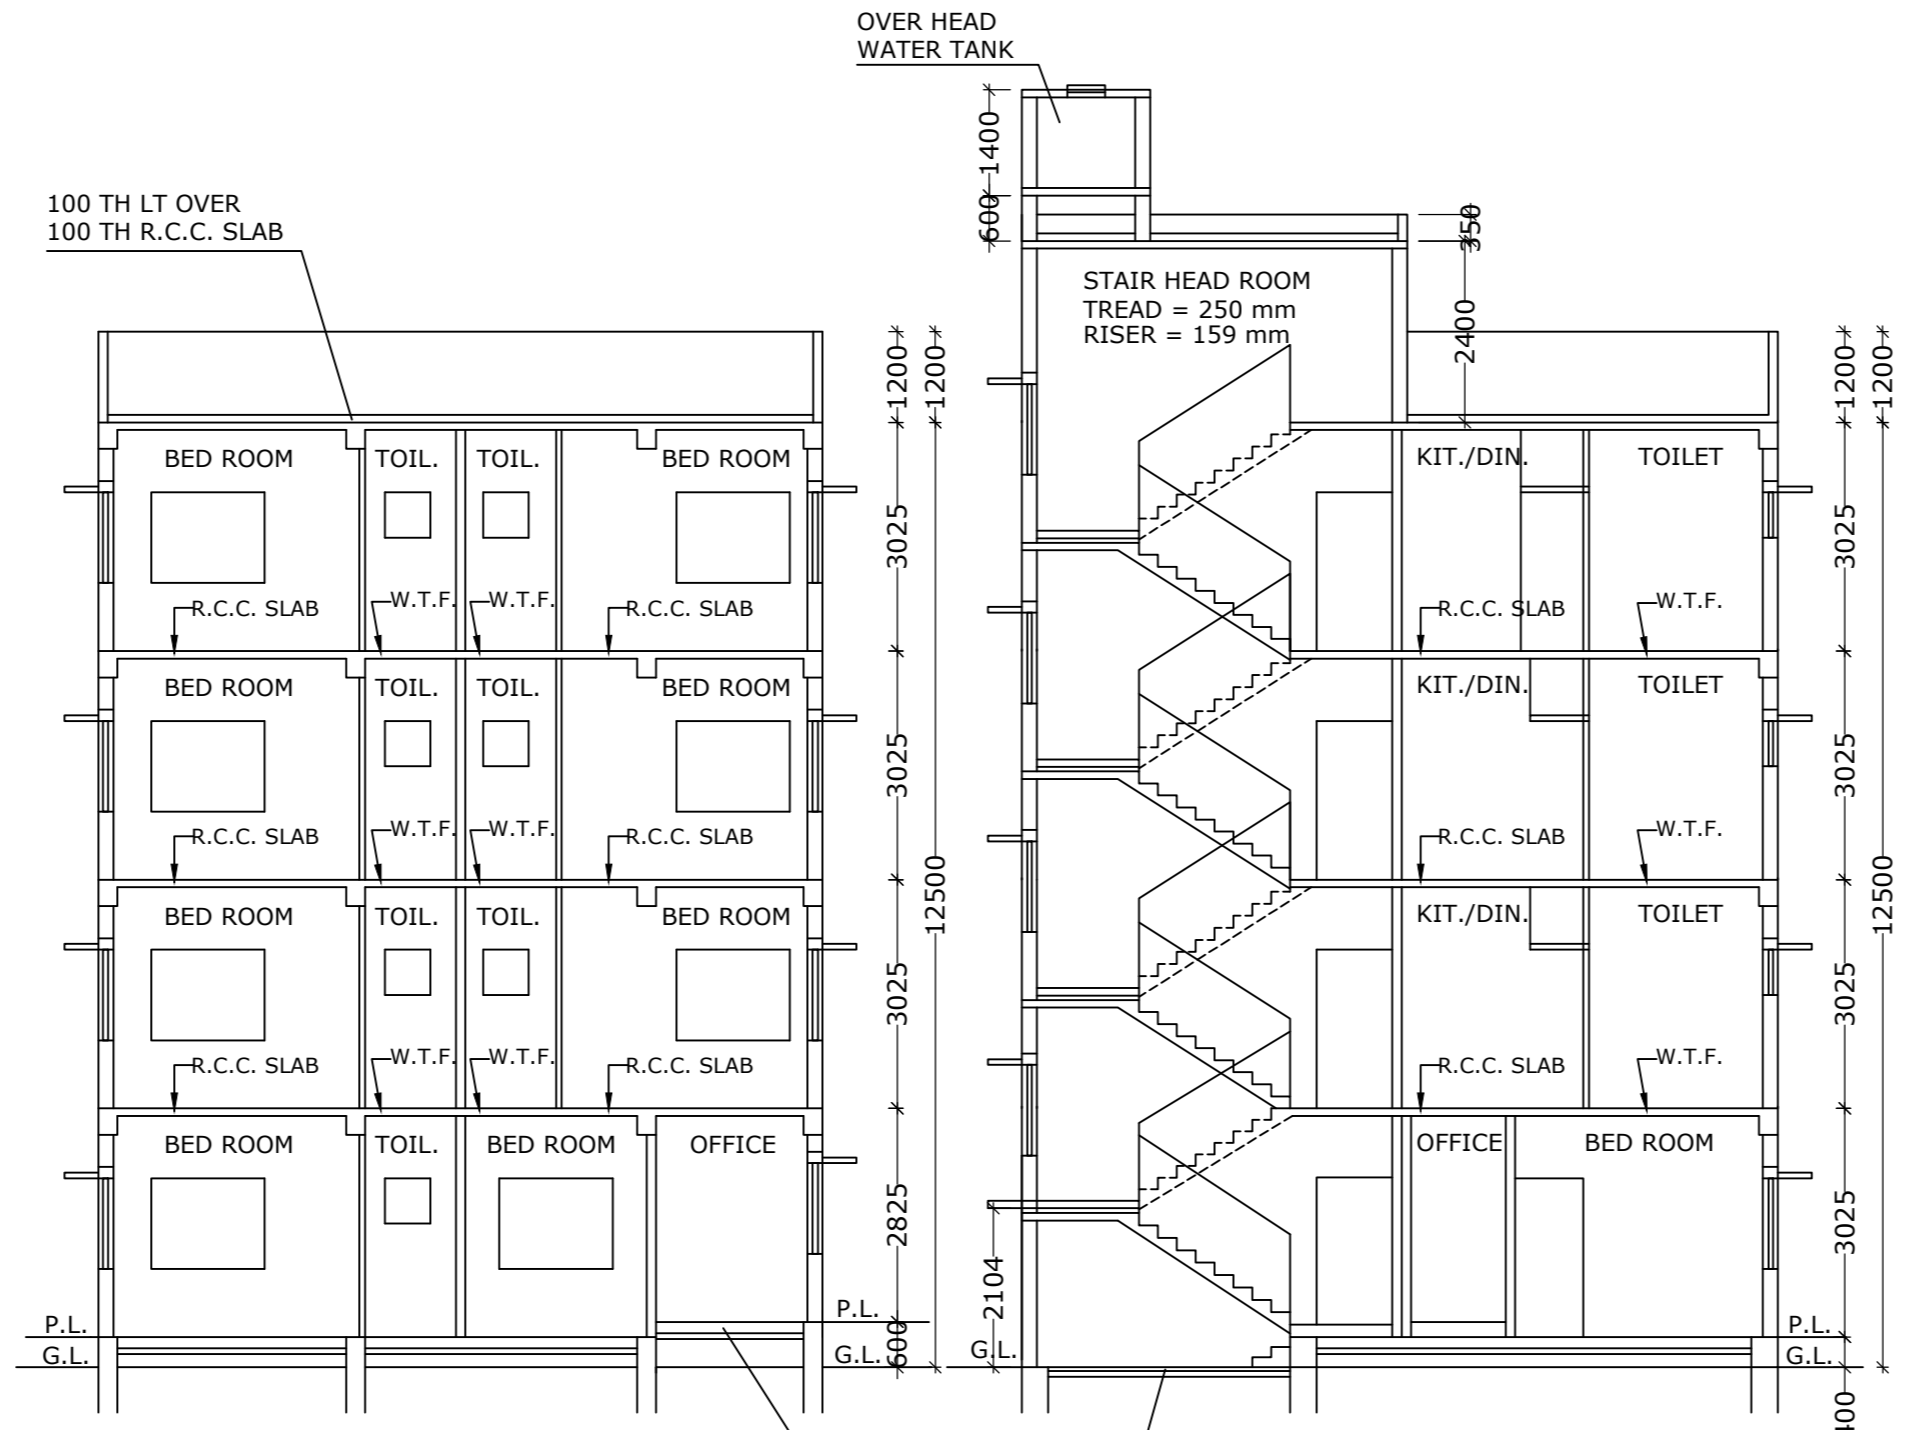 OVER HEAD
WATER TANK
1400
600
350
100 TH LT OVER
100 TH R.C.C. SLAB
STAIR HEAD ROOM
TREAD = 250 mm
RISER = 159 mm
2400
1200
1200
1200
1200
BED ROOM
TOIL.
TOIL.
BED ROOM
KIT./DIN.
TOILET
3025
3025
R.C.C. SLAB
W.T.F.
W.T.F.
R.C.C. SLAB
R.C.C. SLAB
W.T.F.
BED ROOM
TOIL.
TOIL.
BED ROOM
KIT./DIN.
TOILET
3025
3025
R.C.C. SLAB
W.T.F.
W.T.F.
R.C.C. SLAB
R.C.C. SLAB
W.T.F.
12500
12500
BED ROOM
TOIL.
TOIL.
BED ROOM
KIT./DIN.
TOILET
3025
3025
R.C.C. SLAB
W.T.F.
W.T.F.
R.C.C. SLAB
R.C.C. SLAB
W.T.F.
BED ROOM
TOIL.
BED ROOM
OFFICE
OFFICE
BED ROOM
2825
3025
2104
P.L.
P.L.
P.L.
G.L.
G.L.
600
G.L.
G.L.